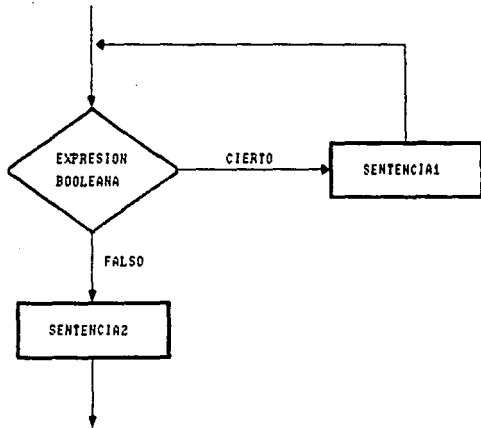 EXPRESION
BOOLEANA
CIERTO
SENTENCIA1
FALSO
SENTENCIA2